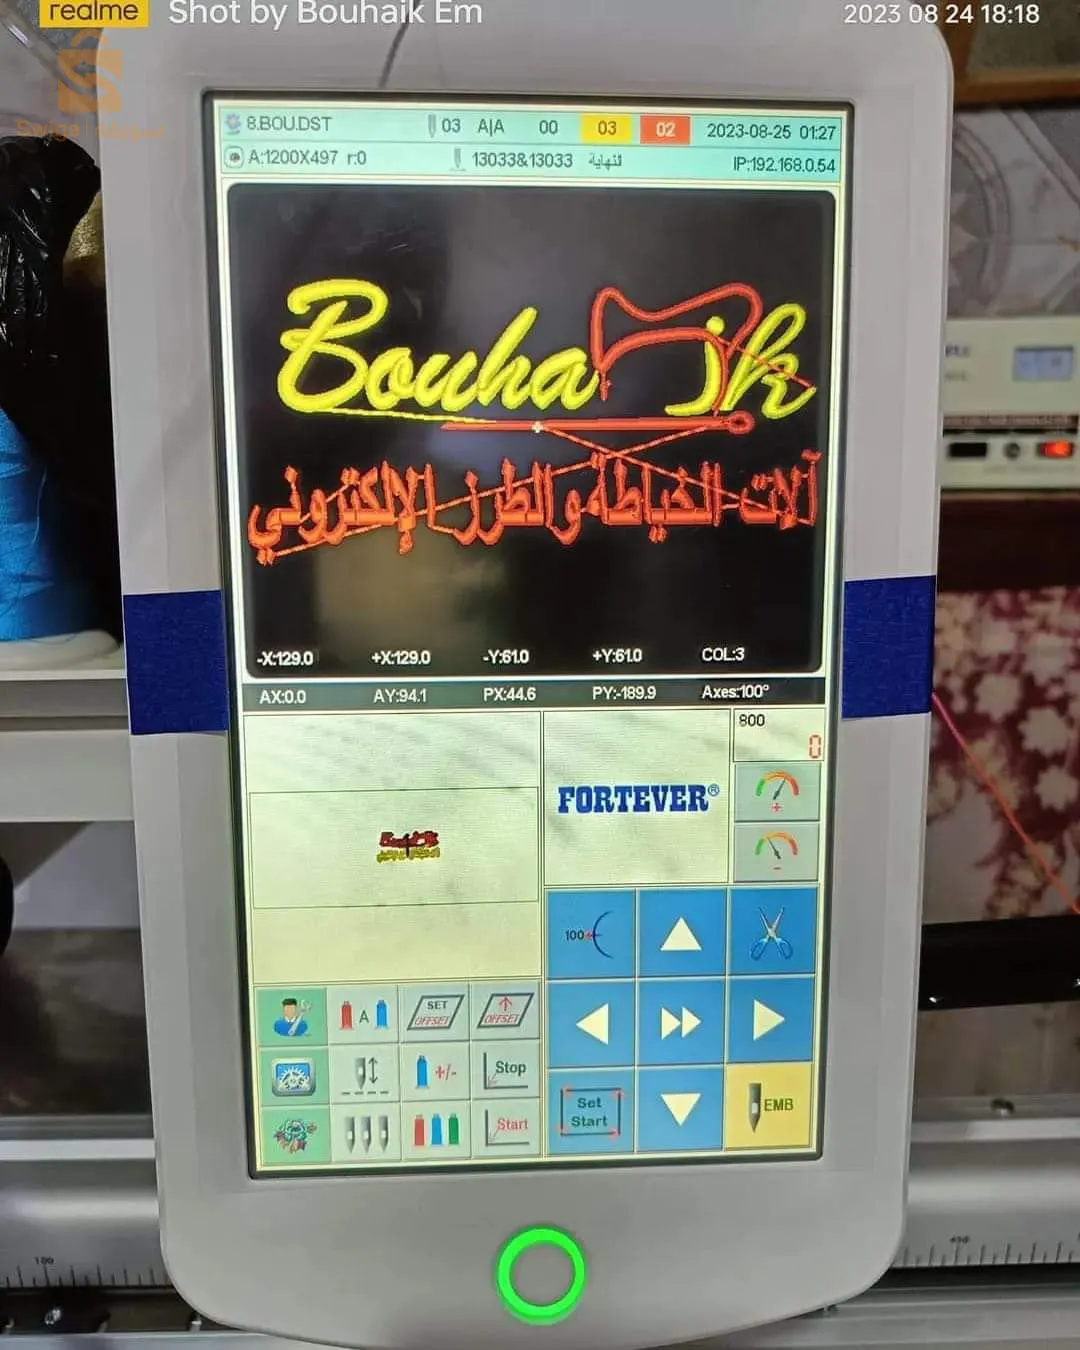 realme Shot by Bouhaik Em 2023 08 24 18:18
8.BOU.DST 03 A|A 00 03 02 2023-08-25 01:27
A:1200X497 r:0 13033&13033 لنهاية IP:192.168.0.54
Bouhaik
آلات الخياطة والطرز الإلكتروني
-X:129.0 +X:129.0 -Y:61.0 +Y:61.0 COL:3
AX:0.0 AY:94.1 PX:44.6 PY:-189.9 Axes:100°
800
0
FORTEVER®
100
A
SET OFFSET
OFFSET
+/-
Stop
Start
Set Start
EMB
100